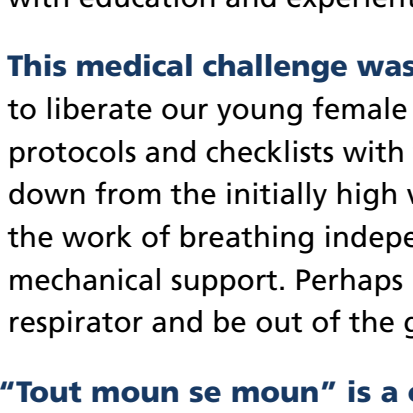 with education and
This medical challenge was
to liberate our young female
protocols and checklists with
down from the initially high
the work of breathing
mechanical support. Perhaps
respirator and be out of the
“Tout moun se moun” is a